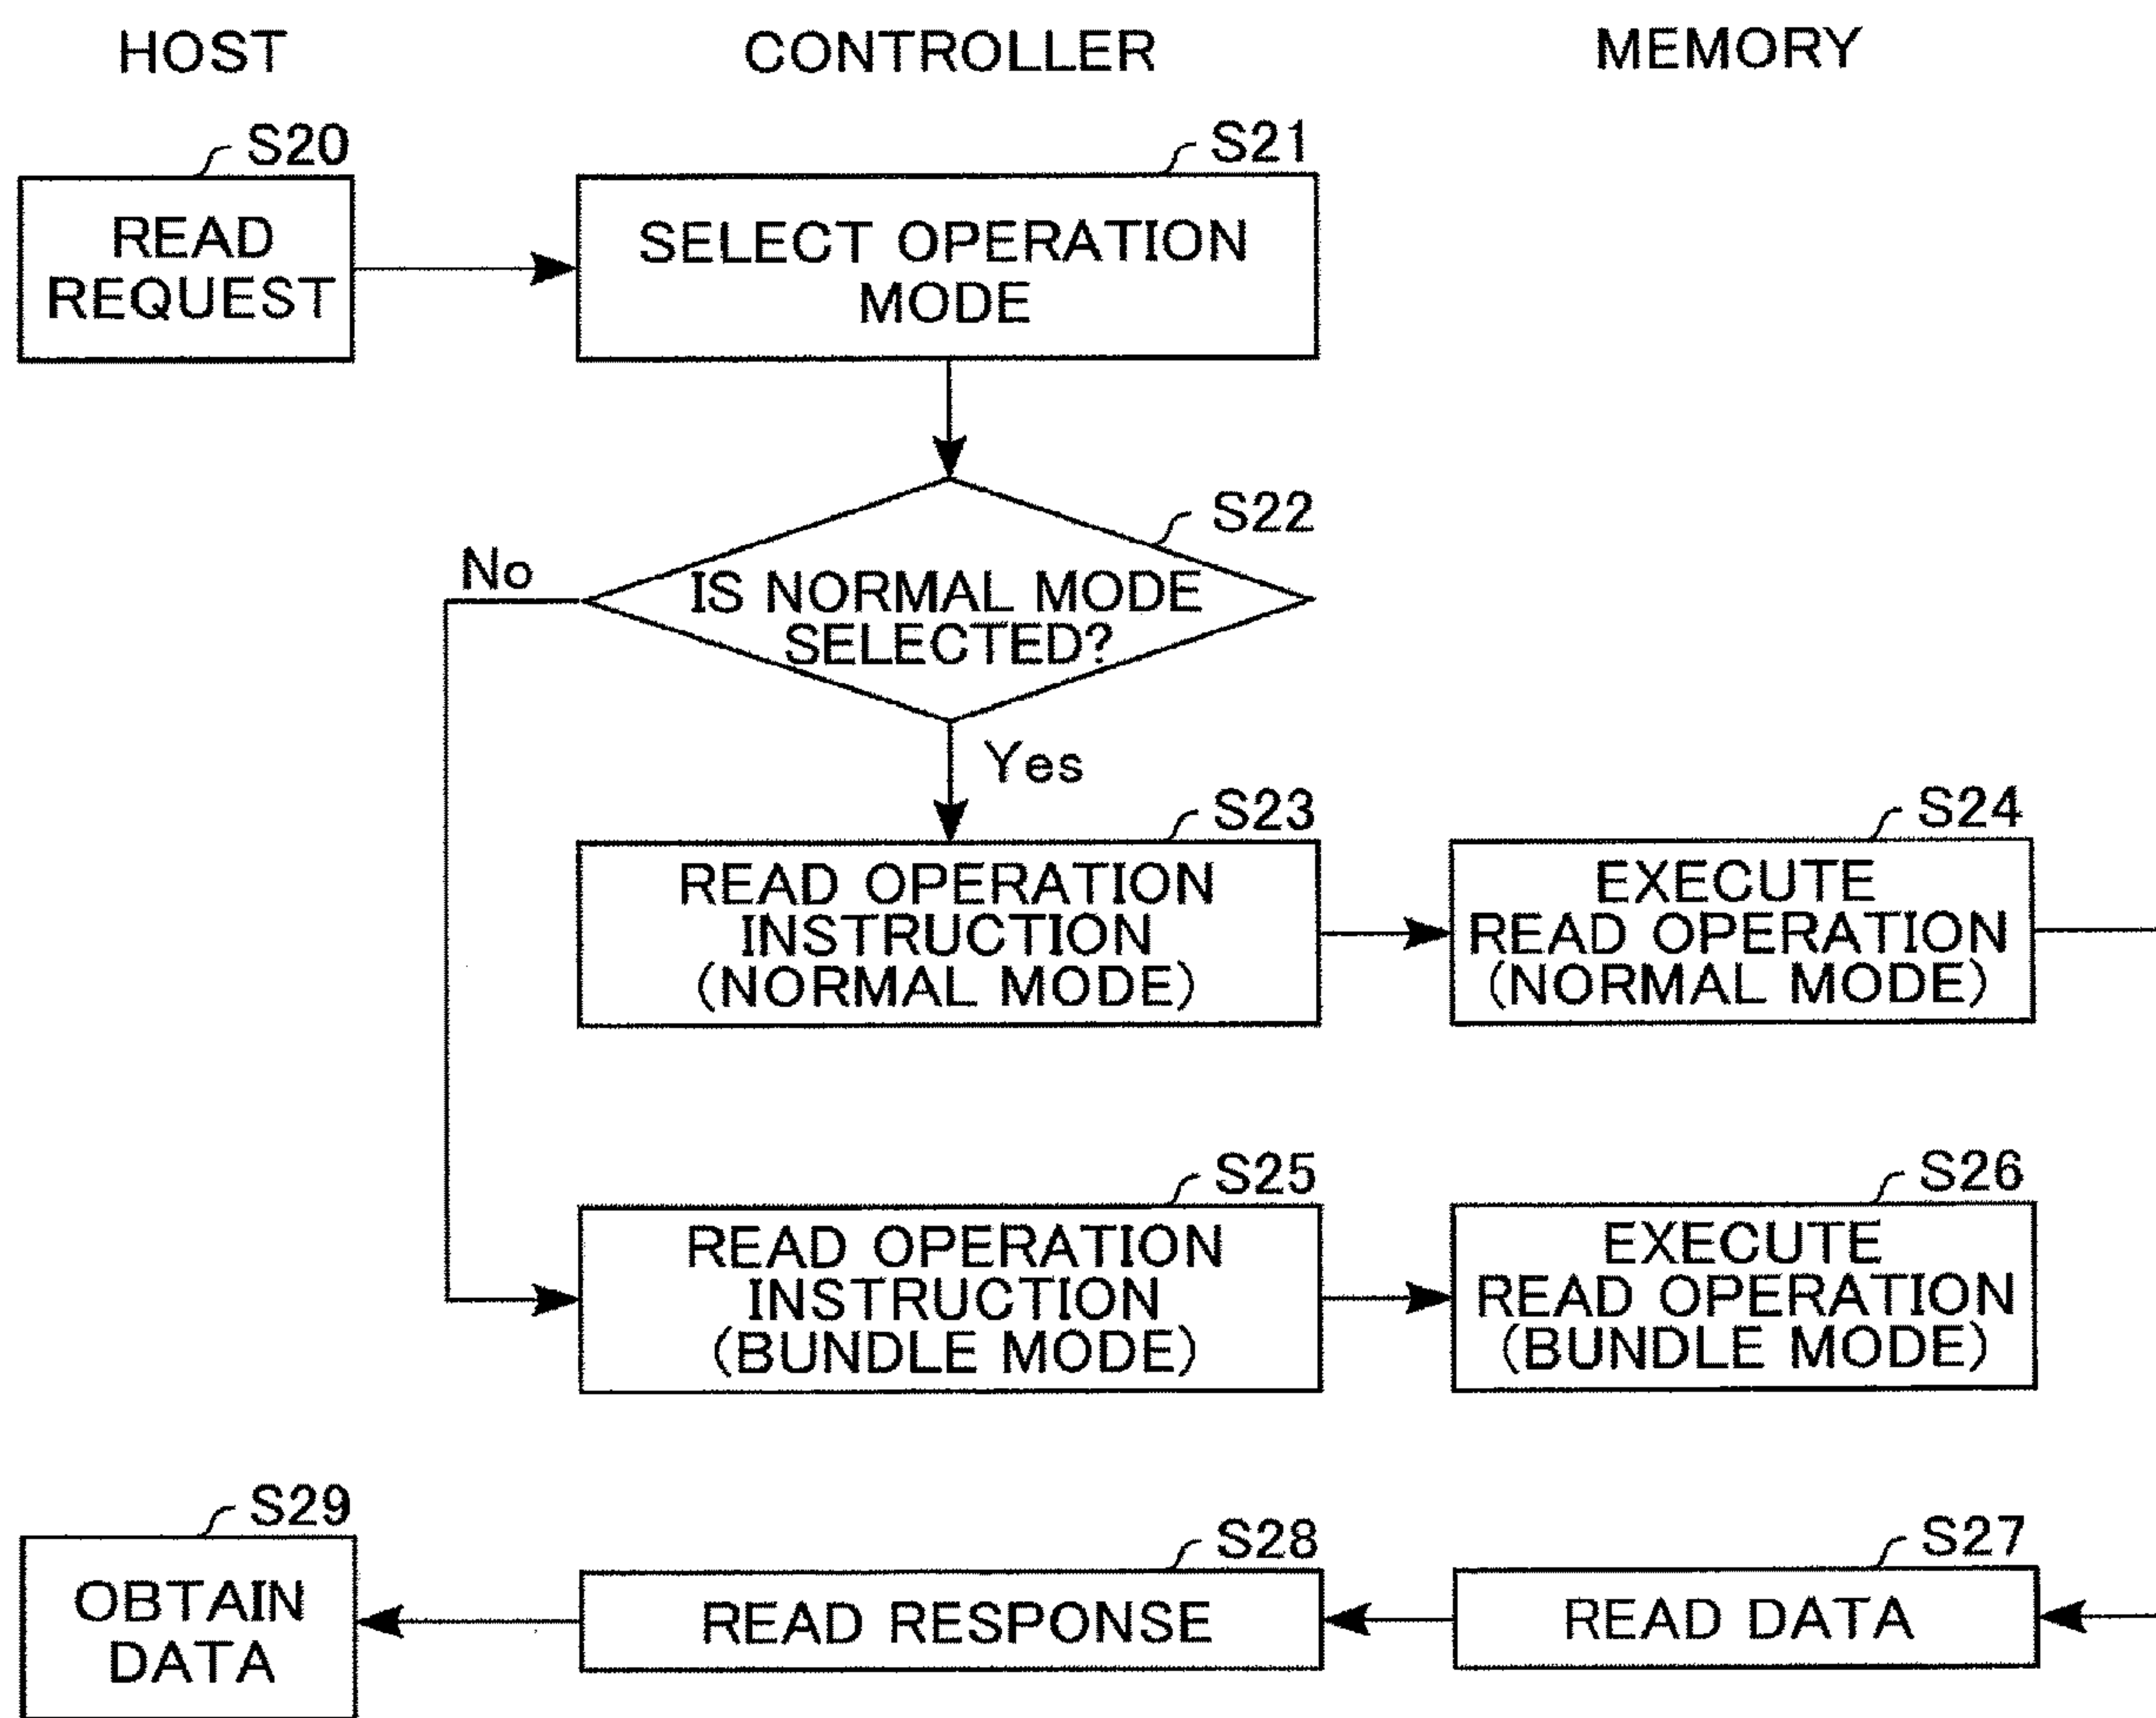 HOST
CONTROLLER
MEMORY
S20
READ
REQUEST
S21
SELECT OPERATION
MODE
S22
IS NORMAL MODE
SELECTED?
No
Yes
S23
READ OPERATION
INSTRUCTION
(NORMAL MODE)
S24
EXECUTE
READ OPERATION
(NORMAL MODE)
S25
READ OPERATION
INSTRUCTION
(BUNDLE MODE)
S26
EXECUTE
READ OPERATION
(BUNDLE MODE)
S27
READ DATA
S28
READ RESPONSE
S29
OBTAIN
DATA